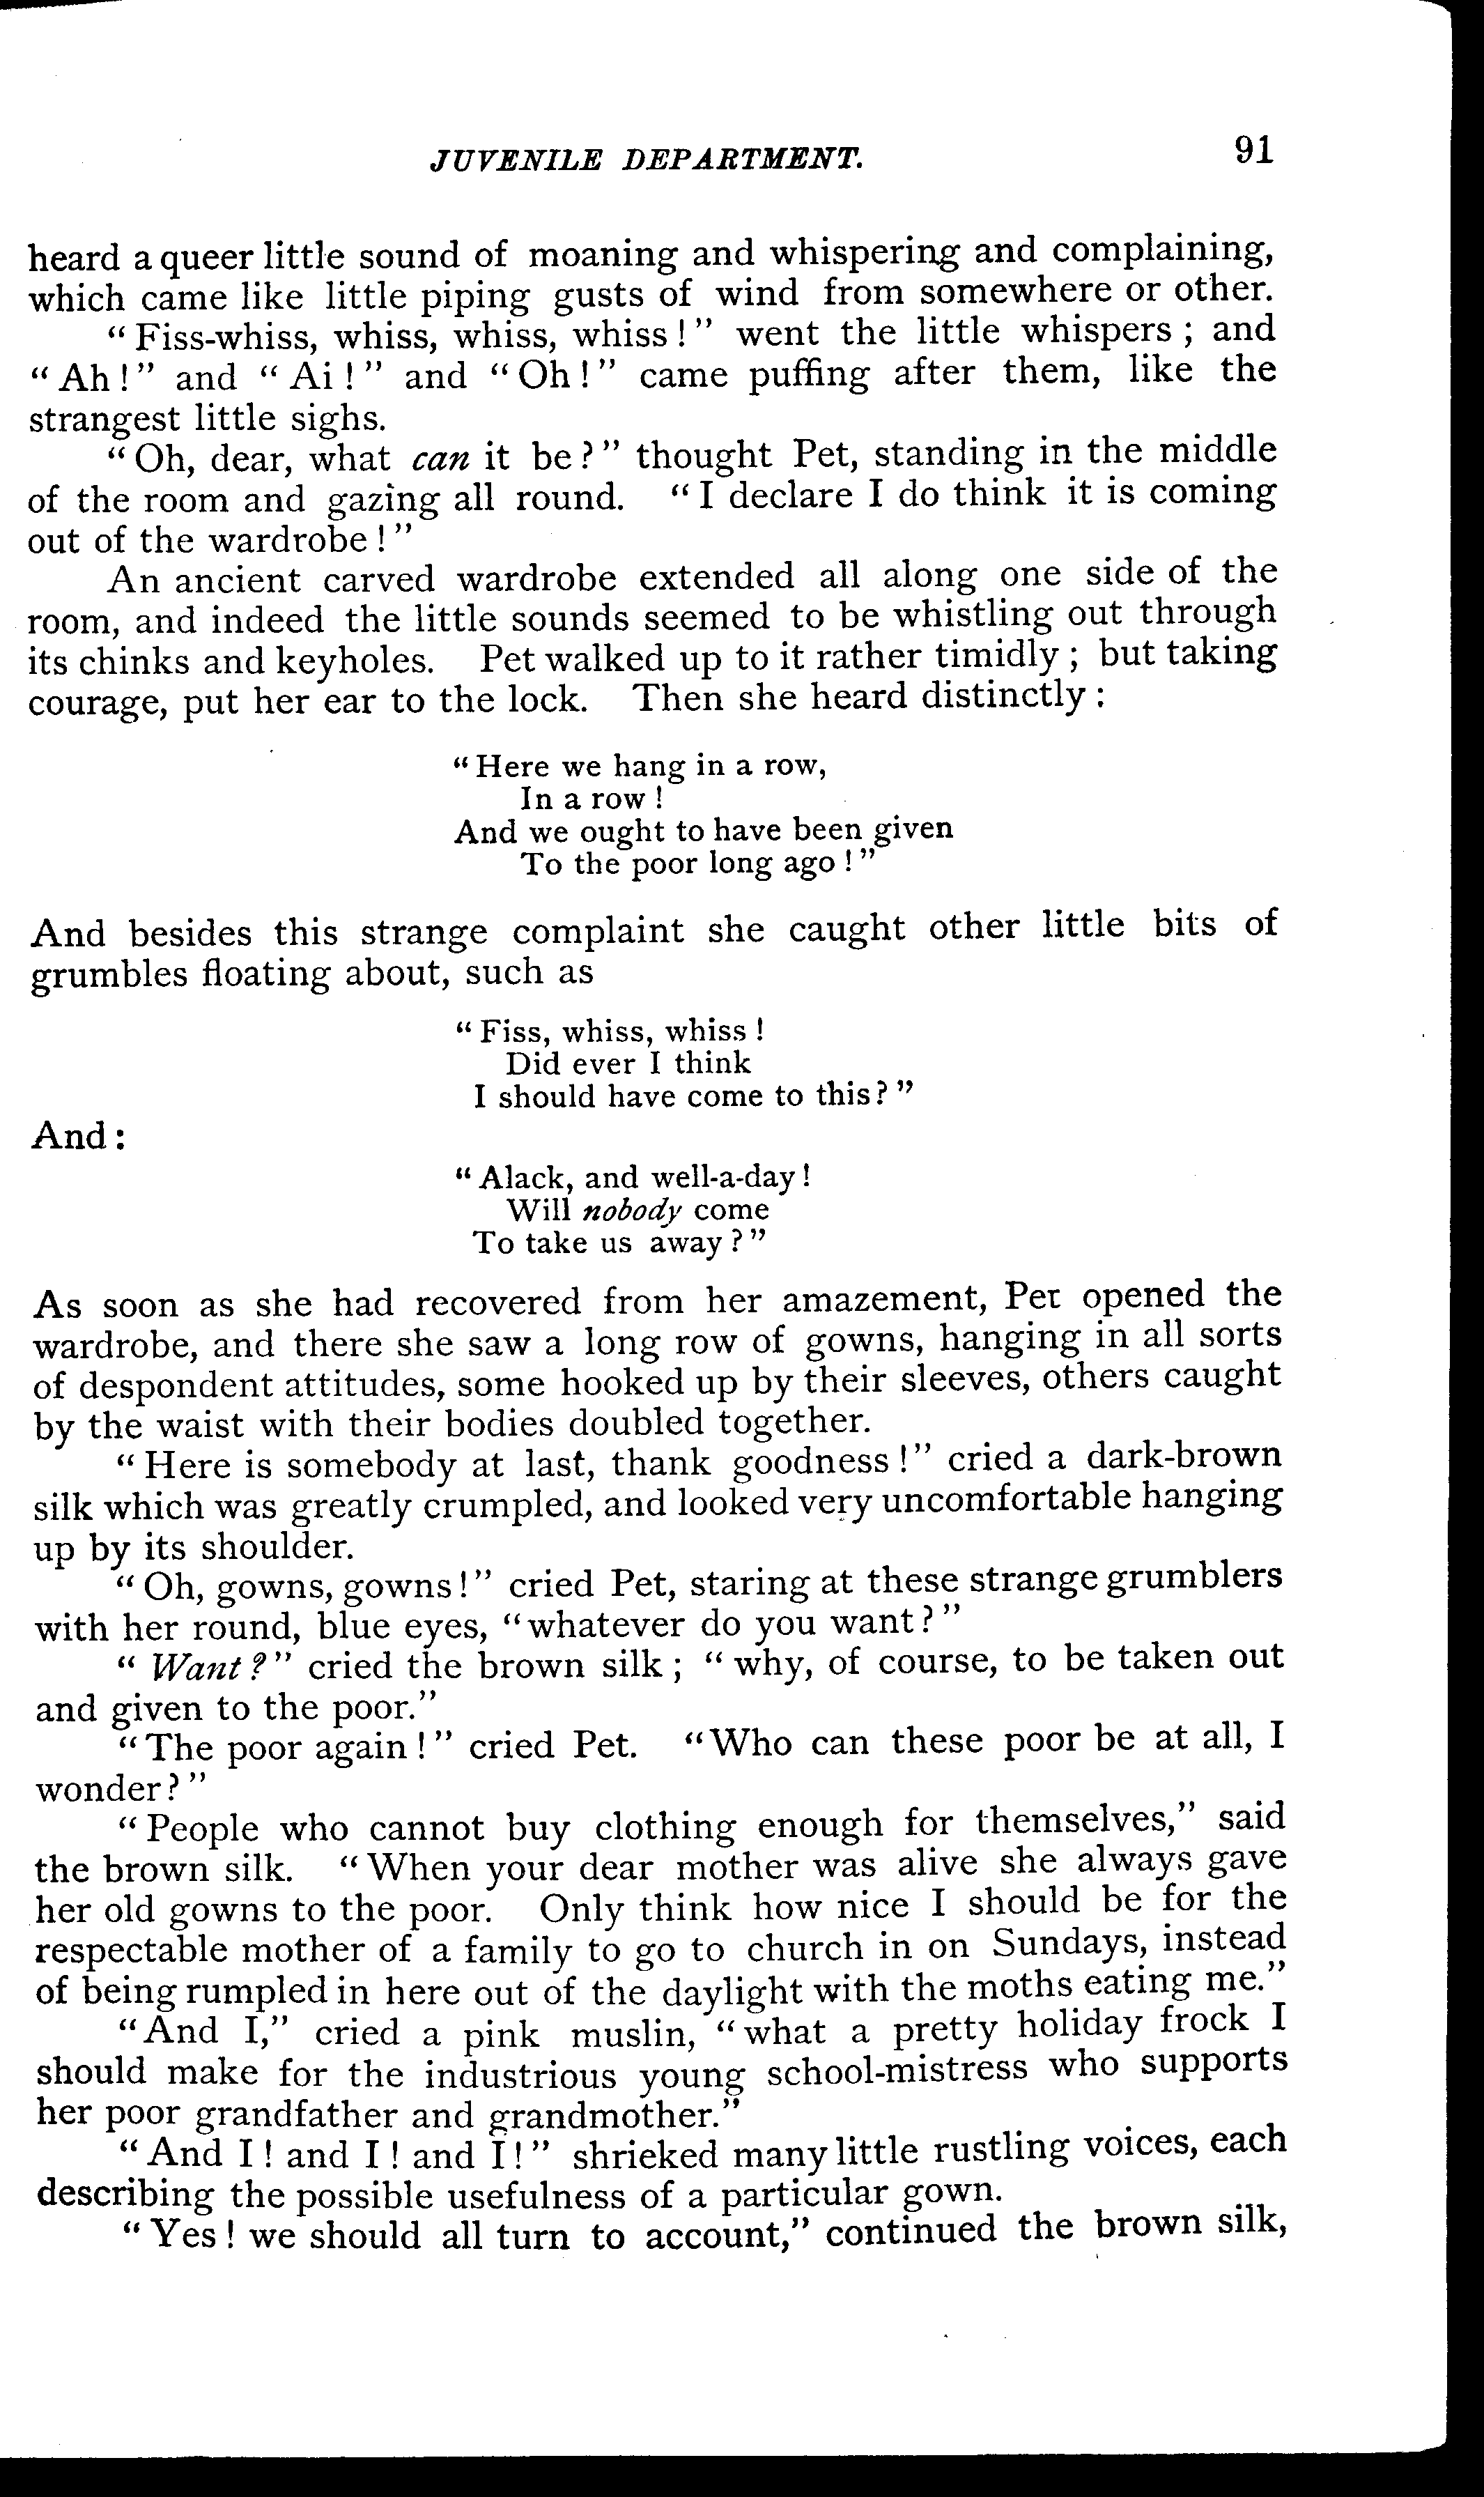 JUVENILE DEPARTMENT. 91
heard a queer little sound of moaning and whispering and complaining,
which came like little piping gusts of wind from somewhere or other.
“Fiss-whiss, whiss, whiss, whiss!” went the little whispers; and
“Ah!” and “Ai!” and “Oh!” came puffing after them, like the
strangest little sighs.
“Oh, dear, what can it be?” thought Pet, standing in the middle
of the room and gazing all round. “I declare I do think it is coming
out of the wardrobe!”
An ancient carved wardrobe extended all along one side of the
room, and indeed the little sounds seemed to be whistling out through
its chinks and keyholes. Pet walked up to it rather timidly; but taking
courage, put her ear to the lock. Then she heard distinctly:
“Here we hang in a row,
In a row!
And we ought to have been given
To the poor long ago!”
And besides this strange complaint she caught other little bits of
grumbles floating about, such as
“Fiss, whiss, whiss!
Did ever I think
I should have come to this?”
And:
“Alack, and well-a-day!
Will nobody come
To take us away?”
As soon as she had recovered from her amazement, Pet opened the
wardrobe, and there she saw a long row of gowns, hanging in all sorts
of despondent attitudes, some hooked up by their sleeves, others caught
by the waist with their bodies doubled together.
“Here is somebody at last, thank goodness!” cried a dark-brown
silk which was greatly crumpled, and looked very uncomfortable hanging
up by its shoulder.
“Oh, gowns, gowns!” cried Pet, staring at these strange grumblers
with her round, blue eyes, “whatever do you want?”
“Want?” cried the brown silk; “why, of course, to be taken out
and given to the poor.”
“The poor again!” cried Pet. “Who can these poor be at all, I
wonder?”
“People who cannot buy clothing enough for themselves,” said
the brown silk. “When your dear mother was alive she always gave
her old gowns to the poor. Only think how nice I should be for the
respectable mother of a family to go to church in on Sundays, instead
of being rumpled in here out of the daylight with the moths eating me.”
“And I,” cried a pink muslin, “what a pretty holiday frock I
should make for the industrious young school-mistress who supports
her poor grandfather and grandmother.”
“And I! and I! and I!” shrieked many little rustling voices, each
describing the possible usefulness of a particular gown.
“Yes! we should all turn to account,” continued the brown silk,